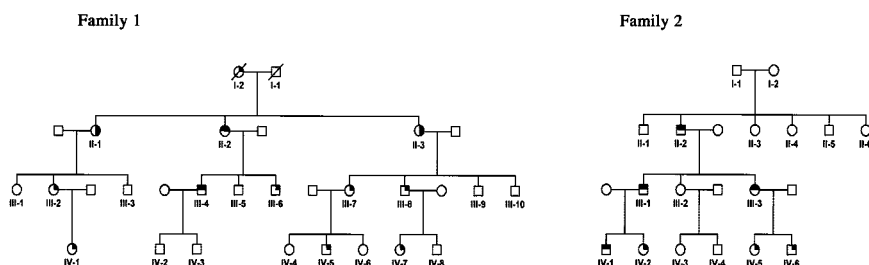 Family 1 Family 2
I-2 I-1 I-1 I-2
II-1 II-2 II-3 II-1 II-2 II-3 II-4 II-5 II-6
III-1 III-2 III-3 III-4 III-5 III-6 III-7 III-8 III-9 III-10 III-1 III-2 III-3
IV-1 IV-2 IV-3 IV-4 IV-5 IV-6 IV-7 IV-8 IV-1 IV-2 IV-3 IV-4 IV-5 IV-6